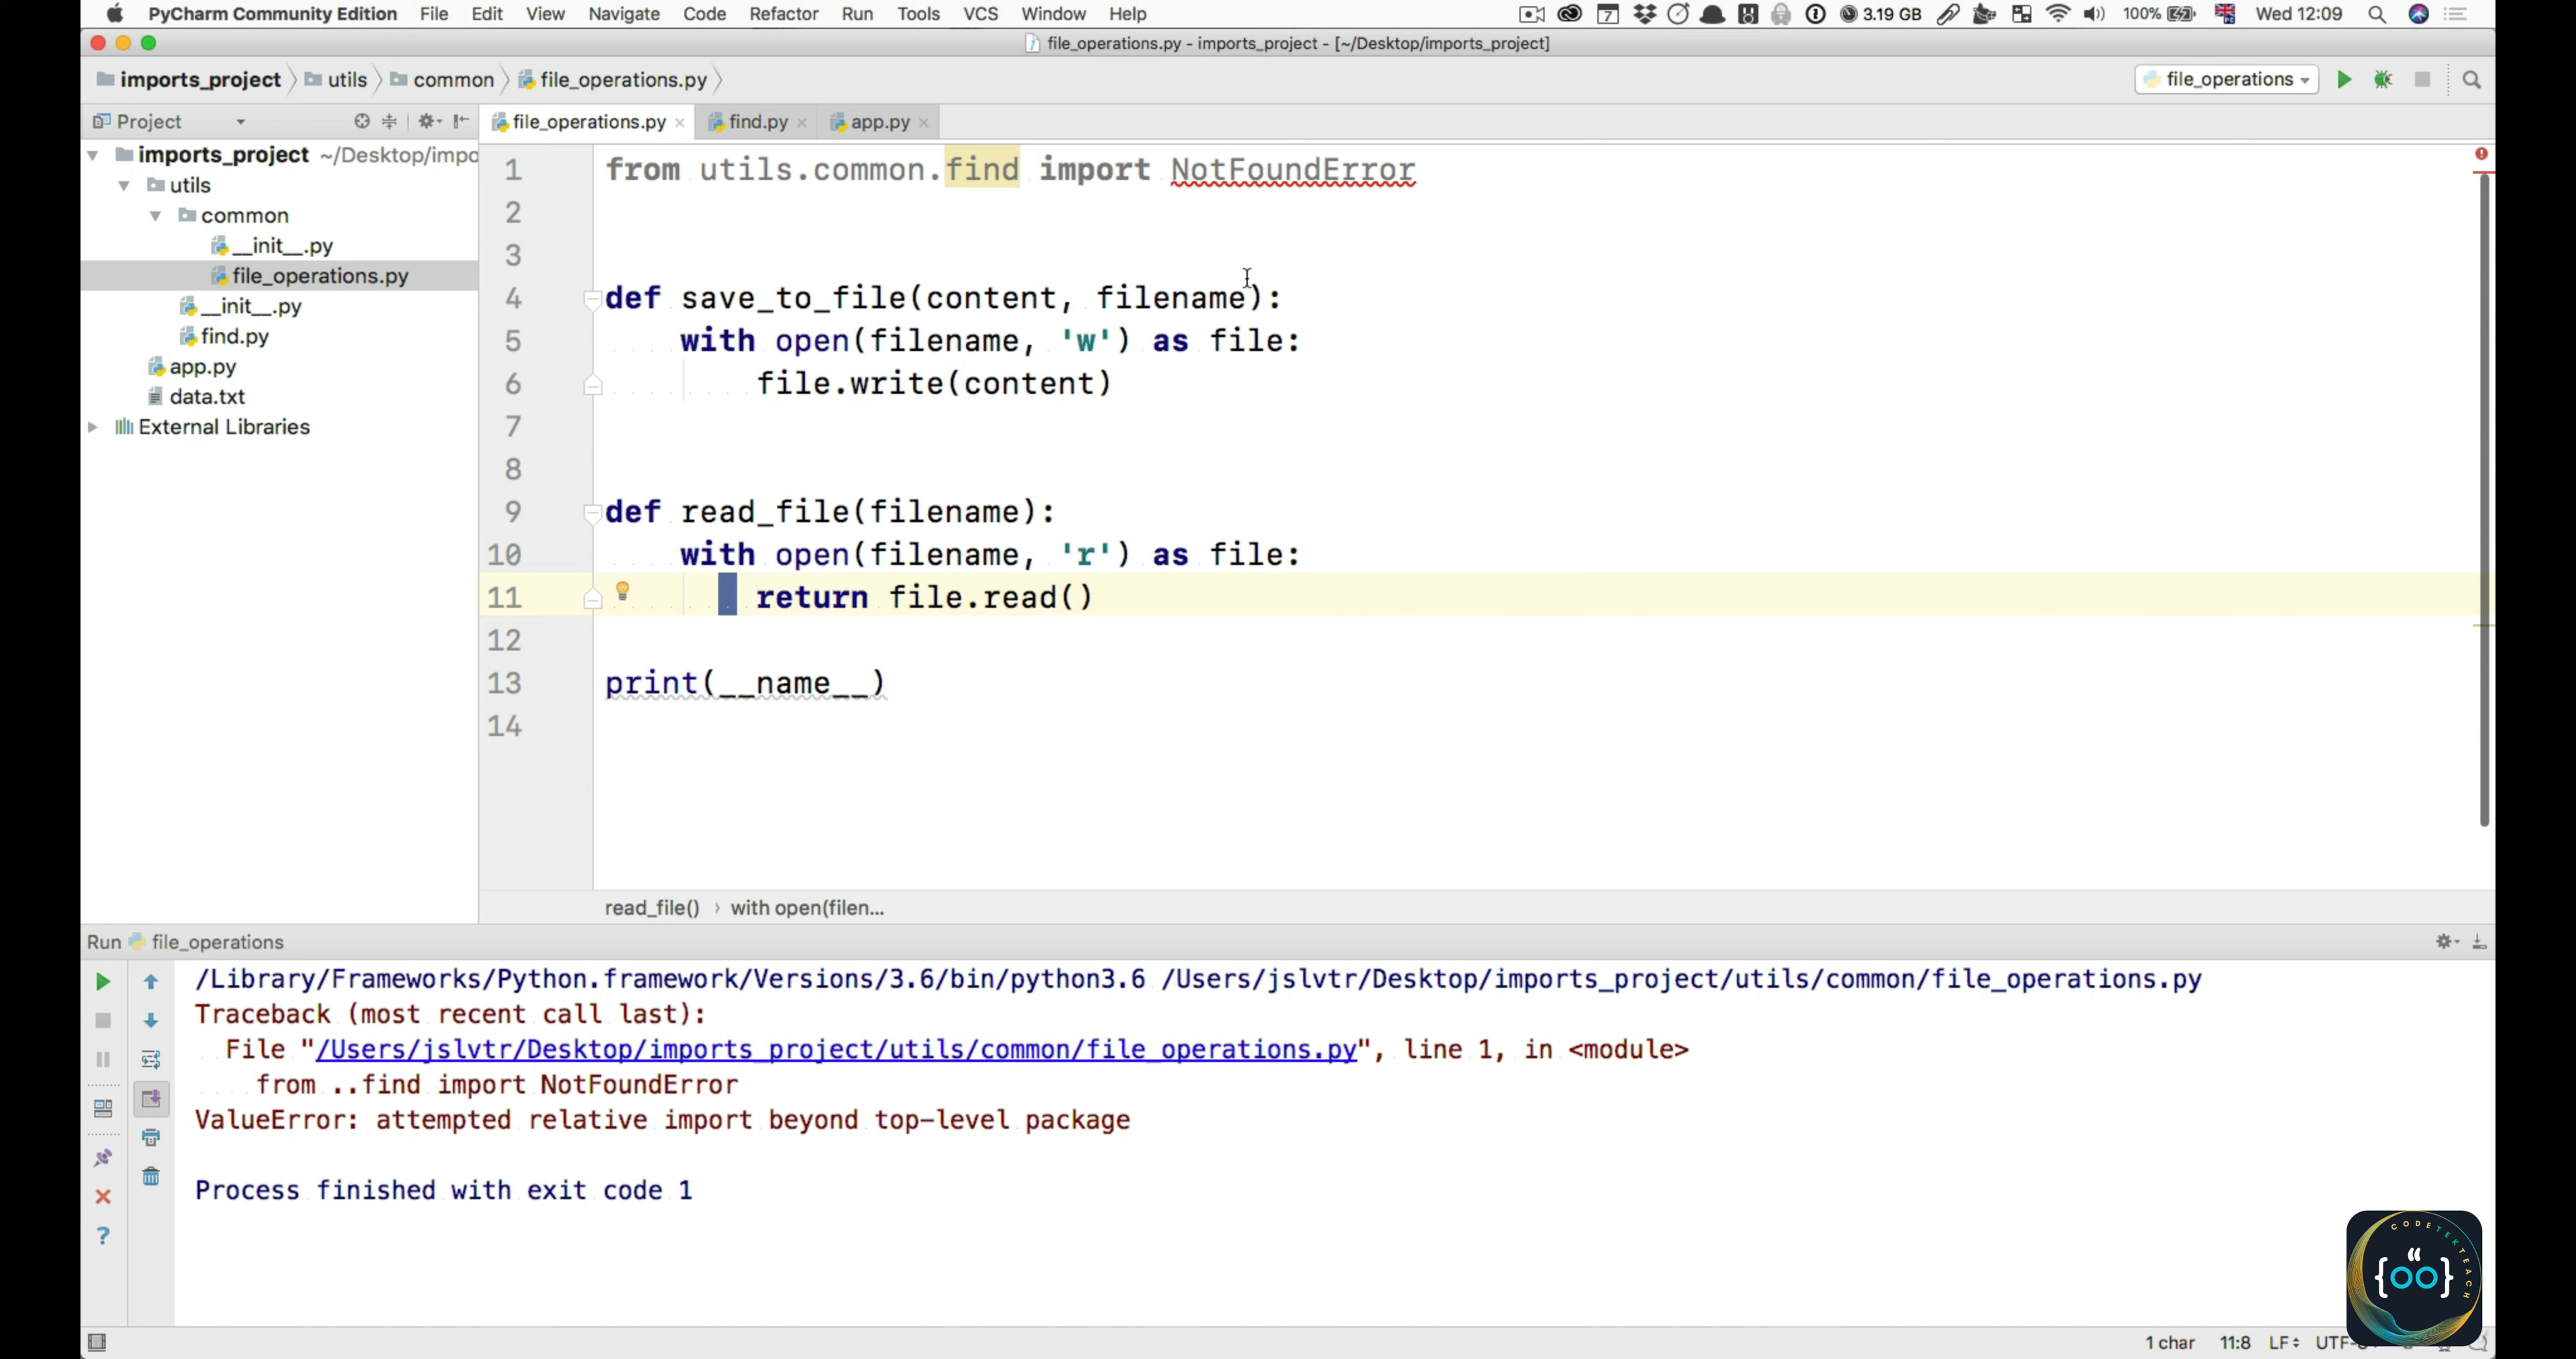 PyCharm Community Edition File Edit View Navigate Code Refactor Run Tools VCS Window Help 7 3.19 GB 100% Wed 12:09
file_operations.py - imports_project - [~/Desktop/imports_project]
imports_project utils common file_operations.py file_operations
Project file_operations.py find.py app.py
imports_project ~/Desktop/impo
utils
common
__init__.py
file_operations.py
__init__.py
find.py
app.py
data.txt
External Libraries
1 from utils.common.find import NotFoundError
2
3
4 def save_to_file(content, filename):
5 with open(filename, 'w') as file:
6 file.write(content)
7
8
9 def read_file(filename):
10 with open(filename, 'r') as file:
11 return file.read()
12
13 print(__name__)
14
read_file() › with open(filen...
Run file_operations
/Library/Frameworks/Python.framework/Versions/3.6/bin/python3.6 /Users/jslvtr/Desktop/imports_project/utils/common/file_operations.py
Traceback (most recent call last):
File "/Users/jslvtr/Desktop/imports_project/utils/common/file_operations.py", line 1, in <module>
from ..find import NotFoundError
ValueError: attempted relative import beyond top-level package
Process finished with exit code 1
CODETEKTEACH
1 char 11:8 LF UTF-